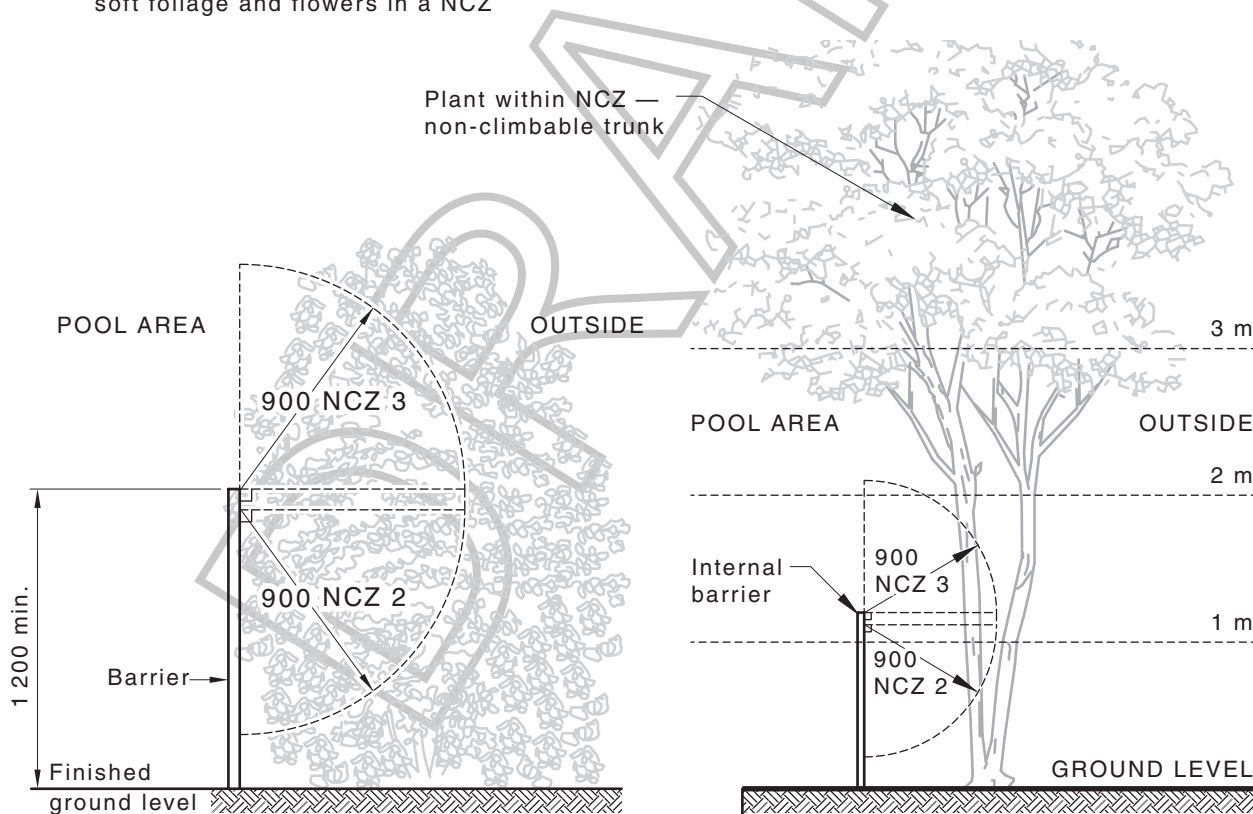 soft foliage and flowers in a NCZ
Plant within NCZ —
non-climbable trunk
POOL AREA
OUTSIDE
900 NCZ 3
900 NCZ 2
1 200 min.
Barrier
Finished
ground level
3 m
POOL AREA
OUTSIDE
2 m
900
NCZ 3
Internal
barrier
1 m
900
NCZ 2
GROUND LEVEL
DRA